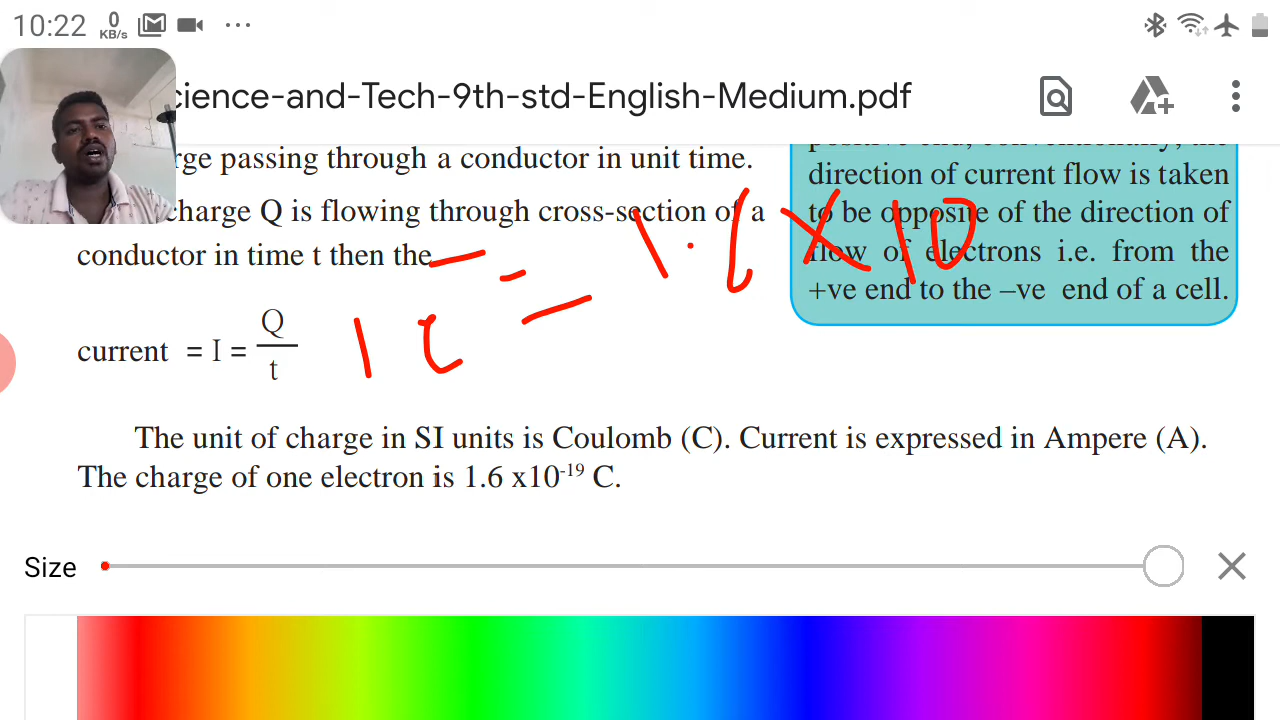 10:22 0 KB/s ...
cience-and-Tech-9th-std-English-Medium.pdf
rge passing through a conductor in unit time.
charge Q is flowing through cross-section of a
conductor in time t then the
current = I = Q / t
direction of current flow is taken
to be opposite of the direction of
flow of electrons i.e. from the
+ve end to the –ve end of a cell.
1 c = 1.6 x 10
The unit of charge in SI units is Coulomb (C). Current is expressed in Ampere (A).
The charge of one electron is 1.6 x10⁻¹⁹ C.
Size